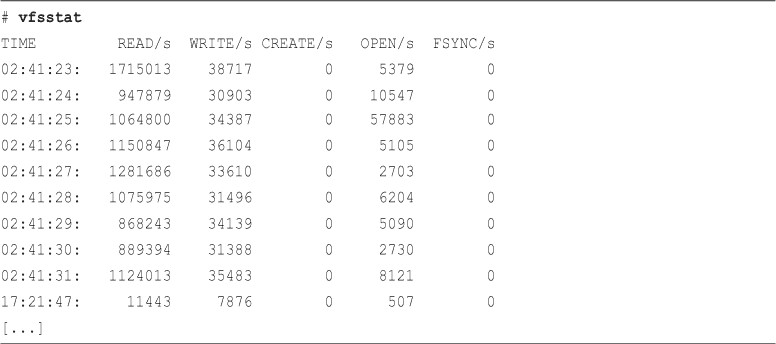 # vfsstat
TIME         READ/s  WRITE/s CREATE/s   OPEN/s  FSYNC/s
02:41:23:   1715013    38717        0     5379        0
02:41:24:    947879    30903        0    10547        0
02:41:25:   1064800    34387        0    57883        0
02:41:26:   1150847    36104        0     5105        0
02:41:27:   1281686    33610        0     2703        0
02:41:28:   1075975    31496        0     6204        0
02:41:29:    868243    34139        0     5090        0
02:41:30:    889394    31388        0     2730        0
02:41:31:   1124013    35483        0     8121        0
17:21:47:     11443     7876        0      507        0
[...]